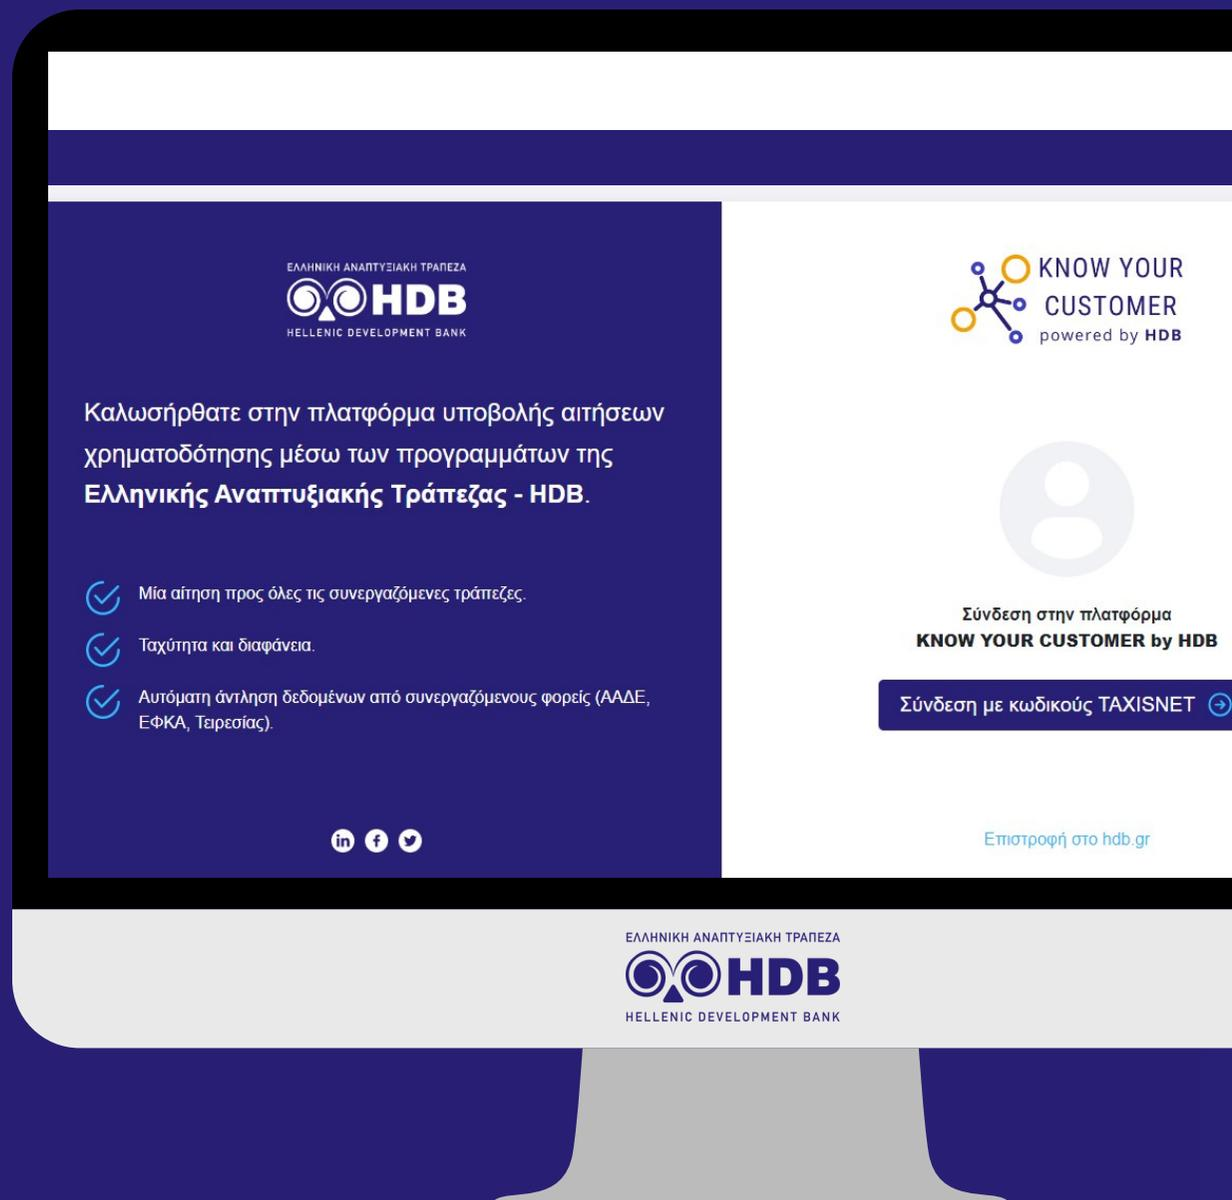 ΕΛΛΗΝΙΚΗ ΑΝΑΠΤΥΞΙΑΚΗ ΤΡΑΠΕΖΑ
HDB
HELLENIC DEVELOPMENT BANK
Καλωσήρθατε στην πλατφόρμα υποβολής αιτήσεων
χρηματοδότησης μέσω των προγραμμάτων της
Ελληνικής Αναπτυξιακής Τράπεζας - HDB.
Μία αίτηση προς όλες τις συνεργαζόμενες τράπεζες.
Ταχύτητα και διαφάνεια.
Αυτόματη άντληση δεδομένων από συνεργαζόμενους φορείς (ΑΑΔΕ,
ΕΦΚΑ, Τειρεσίας).
in f
KNOW YOUR
CUSTOMER
powered by HDB
Σύνδεση στην πλατφόρμα
KNOW YOUR CUSTOMER by HDB
Σύνδεση με κωδικούς TAXISNET
Επιστροφή στο hdb.gr
ΕΛΛΗΝΙΚΗ ΑΝΑΠΤΥΞΙΑΚΗ ΤΡΑΠΕΖΑ
HDB
HELLENIC DEVELOPMENT BANK